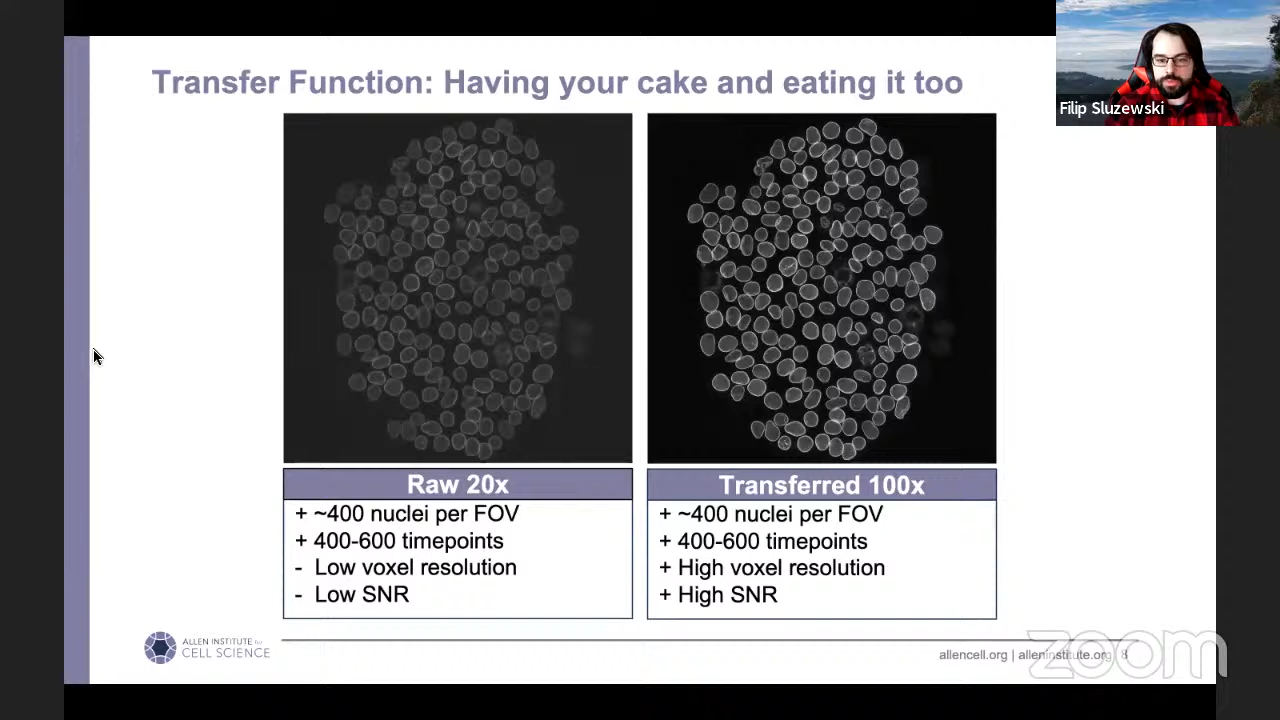 Transfer Function: Having your cake and eating it too
Filip Sluzewski
Raw 20x
+ ~400 nuclei per FOV
+ 400-600 timepoints
- Low voxel resolution
- Low SNR
Transferred 100x
+ ~400 nuclei per FOV
+ 400-600 timepoints
+ High voxel resolution
+ High SNR
ALLEN INSTITUTE for
CELL SCIENCE
allencell.org | alleninstitute.org 8
zoom